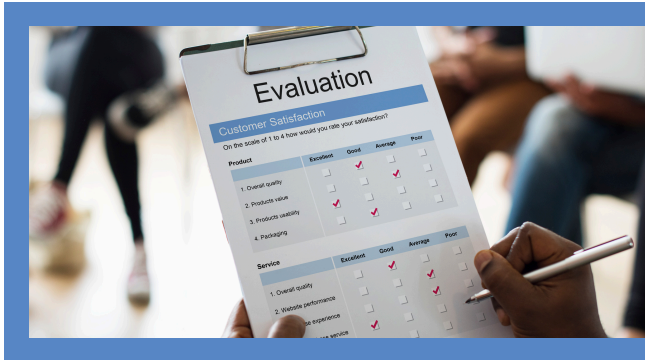 Evaluation
Customer Satisfaction
On the scale of 1 to 4 how would you rate your satisfaction?
Product Excellent Good Average Poor
1. Overall quality
2. Products value
3. Products usability
4. Packaging
Service Excellent Good Average Poor
1. Overall quality
2. Website performance
experience
service